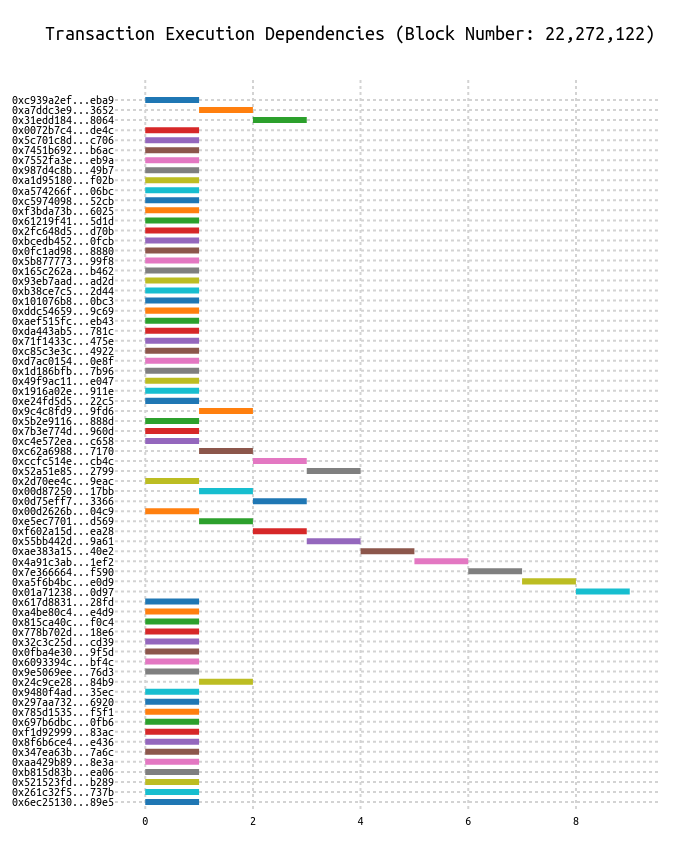 Transaction Execution Dependencies (Block Number: 22,272,122)
0xc939a2ef...eba9
0xa7ddc3e9...3652
0x31edd184...8064
0x0072b7c4...de4c
0x5c701c8d...c706
0x7451b692...b6ac
0x7552fa3e...eb9a
0x987d4c8b...49b7
0xa1d95180...f02b
0xa574266f...06bc
0xc5974098...52cb
0xf3bda73b...6025
0x61219f41...5d1d
0x2fc648d5...d70b
0xbcedb452...0fcb
0x0fc1ad98...8880
0x5b877773...99f8
0x165c262a...b462
0x93eb7aad...ad2d
0xb38ce7c5...2d44
0x101076b8...0bc3
0xddc54659...9c69
0xaef515fc...eb43
0xda443ab5...781c
0x71f1433c...475e
0xc85c3e3c...4922
0xd7ac0154...0e8f
0x1d186bfb...7b96
0x49f9ac11...e047
0x1916a02e...911e
0xe24fd5d5...22c5
0x9c4c8fd9...9fd6
0x5b2e9116...888d
0x7b3e774d...960d
0xc4e572ea...c658
0xc62a6988...7170
0xccfc514e...cb4c
0x52a51e85...2799
0x2d70ee4c...9eac
0x00d87250...17bb
0x0d75eff7...3366
0x00d2626b...04c9
0xe5ec7701...d569
0xf602a15d...ea28
0x55bb442d...9a61
0xae383a15...40e2
0x4a91c3ab...1ef2
0x7e366664...f590
0xa5f6b4bc...e0d9
0x01a71238...0d97
0x617d8831...28fd
0xa4be80c4...e4d9
0x815ca40c...f0c4
0x778b702d...18e6
0x32c3c25d...cd39
0x0fba4e30...9f5d
0x6093394c...bf4c
0x9e5069ee...76d3
0x24c9ce28...84b9
0x9480f4ad...35ec
0x297aa732...6920
0x785d1535...f5f1
0x697b6dbc...0fb6
0xf1d92999...83ac
0x8f6b6ce4...e436
0x347ea63b...7a6c
0xaa429b89...8e3a
0xb815d83b...ea06
0x521523fd...b289
0x261c32f5...737b
0x6ec25130...89e5
0 2 4 6 8